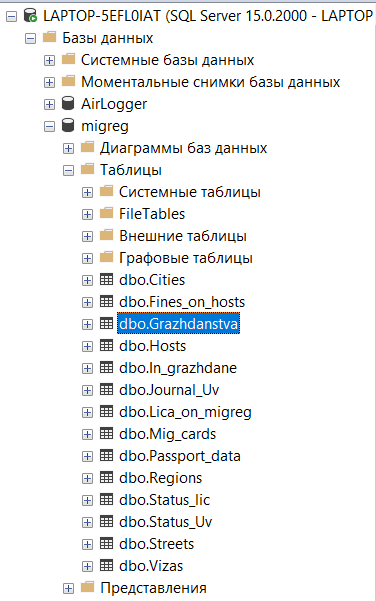 LAPTOP-5EFL0IAT (SQL Server 15.0.2000 - LAPTOP
Базы данных
Системные базы данных
Моментальные снимки базы данных
AirLogger
migreg
Диаграммы баз данных
Таблицы
Системные таблицы
FileTables
Внешние таблицы
Графовые таблицы
dbo.Cities
dbo.Fines_on_hosts
dbo.Grazhdanstva
dbo.Hosts
dbo.In_grazhdane
dbo.Journal_Uv
dbo.Lica_on_migreg
dbo.Mig_cards
dbo.Passport_data
dbo.Regions
dbo.Status_lic
dbo.Status_Uv
dbo.Streets
dbo.Vizas
Представления